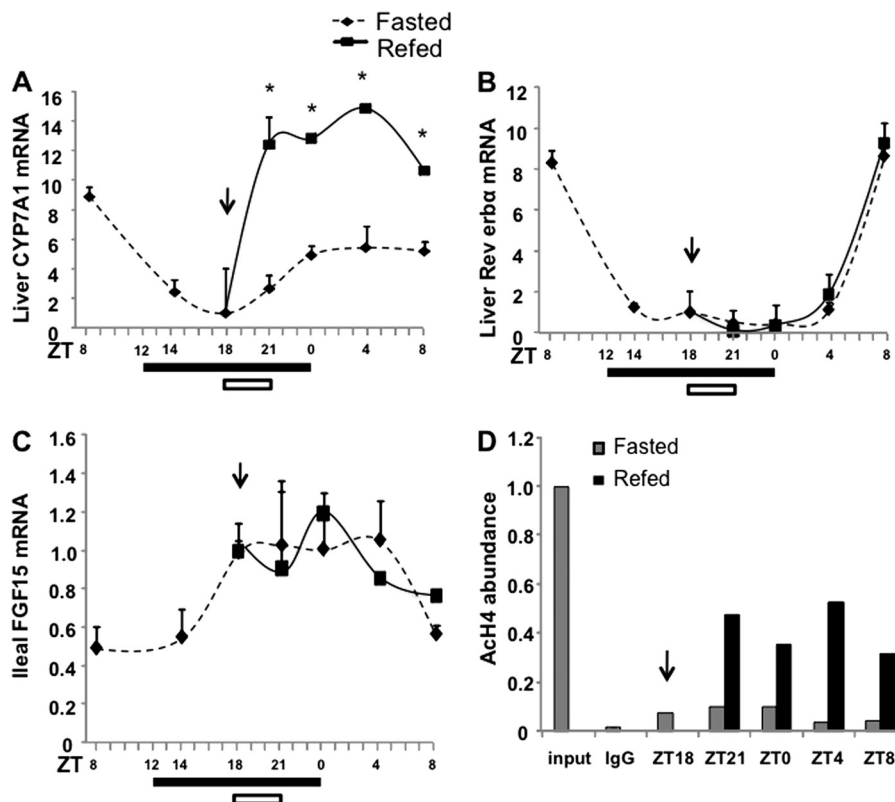 Fasted
Refed
A
Liver CYP7A1 mRNA
16
14
12
10
8
6
4
2
0
* * * *
ZT 8 12 14 18 21 0 4 8
B
Liver Rev erbα mRNA
12
10
8
6
4
2
0
ZT 8 12 14 18 21 0 4 8
C
Ileal FGF15 mRNA
1.6
1.4
1.2
1.0
0.8
0.6
0.4
0.2
0
ZT 8 12 14 18 21 0 4 8
D
Fasted
Refed
AcH4 abundance
1.2
1.0
0.8
0.6
0.4
0.2
0
input IgG ZT18 ZT21 ZT0 ZT4 ZT8